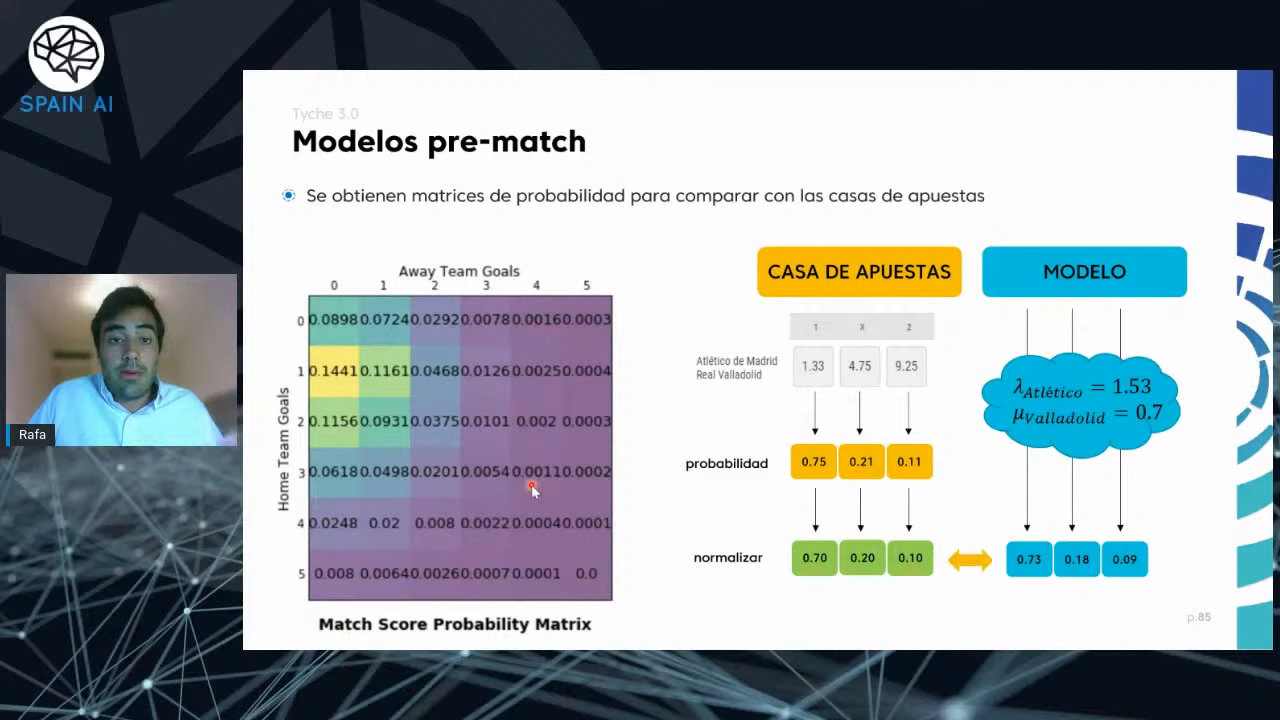 SPAIN AI
Rafa
Tyche 3.0
Modelos pre-match
Se obtienen matrices de probabilidad para comparar con las casas de apuestas
Away Team Goals
0 1 2 3 4 5
Home Team Goals
0 0.0898 0.0724 0.0292 0.0078 0.0016 0.0003
1 0.1441 0.1161 0.0468 0.0126 0.0025 0.0004
2 0.1156 0.0931 0.0375 0.0101 0.002 0.0003
3 0.0618 0.0498 0.0201 0.0054 0.0011 0.0002
4 0.0248 0.02 0.008 0.0022 0.0004 0.0001
5 0.008 0.0064 0.0026 0.0007 0.0001 0.0
Match Score Probability Matrix
CASA DE APUESTAS
1 X 2
Atlético de Madrid
Real Valladolid
1.33 4.75 9.25
probabilidad 0.75 0.21 0.11
normalizar 0.70 0.20 0.10
MODELO
λAtlético = 1.53
μValladolid = 0.7
0.73 0.18 0.09
p.85